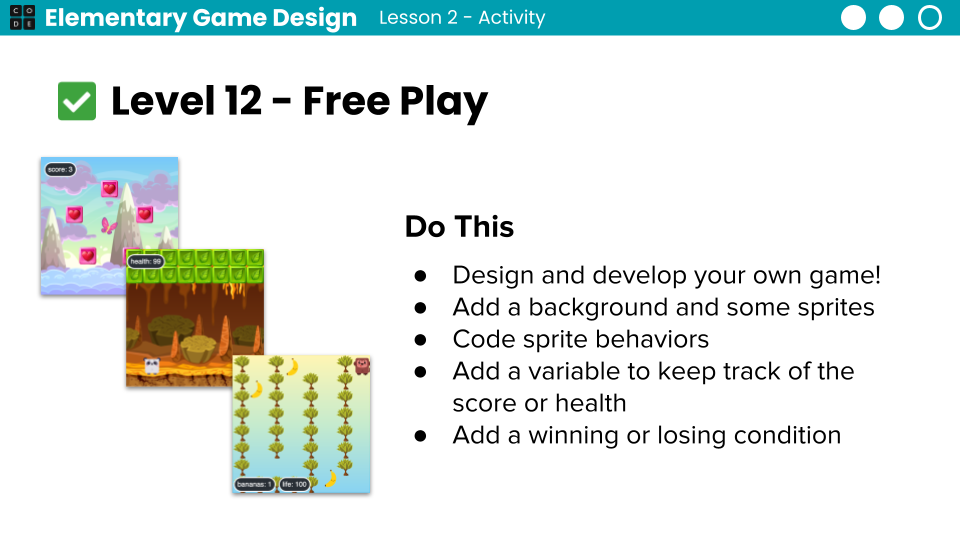 C O
D E
Elementary Game Design
Lesson 2 - Activity
✅ Level 12 - Free Play
score: 3
health: 99
bananas: 1
life: 100
Do This
● Design and develop your own game!
● Add a background and some sprites
● Code sprite behaviors
● Add a variable to keep track of the
score or health
● Add a winning or losing condition